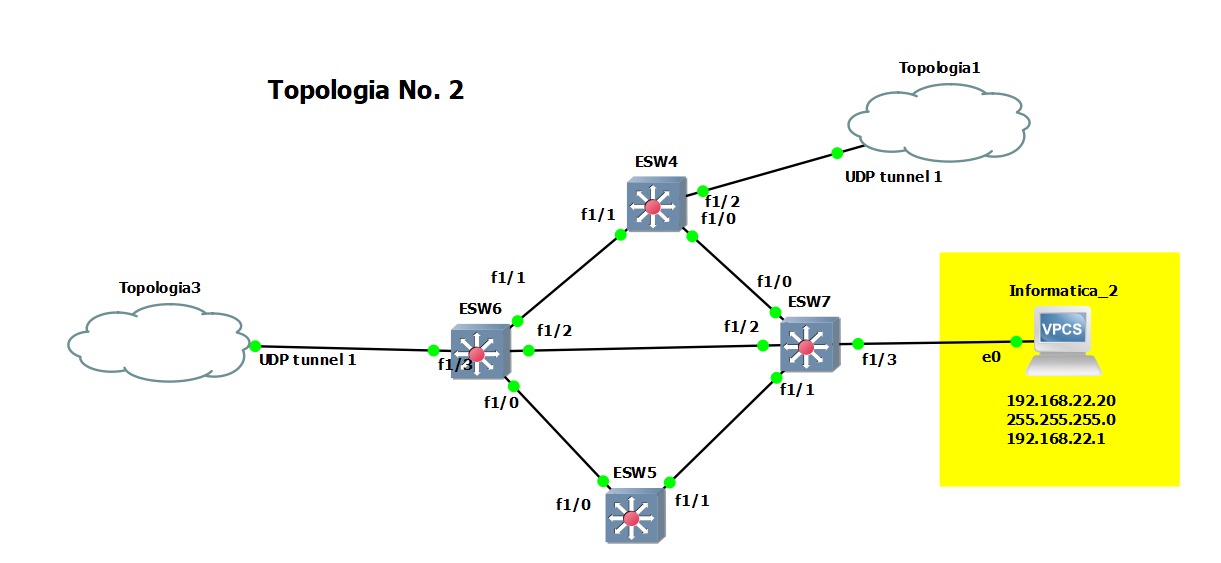 Topologia1
Topologia No. 2
ESW4
UDP tunnel 1
f1/2
f1/1
f1/0
f1/1
f1/0
Topologia3
Informatica_2
ESW6
ESW7
f1/2
f1/2
VPCS
UDP tunnel 1
f1/3
f1/3
e0
f1/0
f1/1
192.168.22.20
255.255.255.0
192.168.22.1
ESW5
f1/0
f1/1